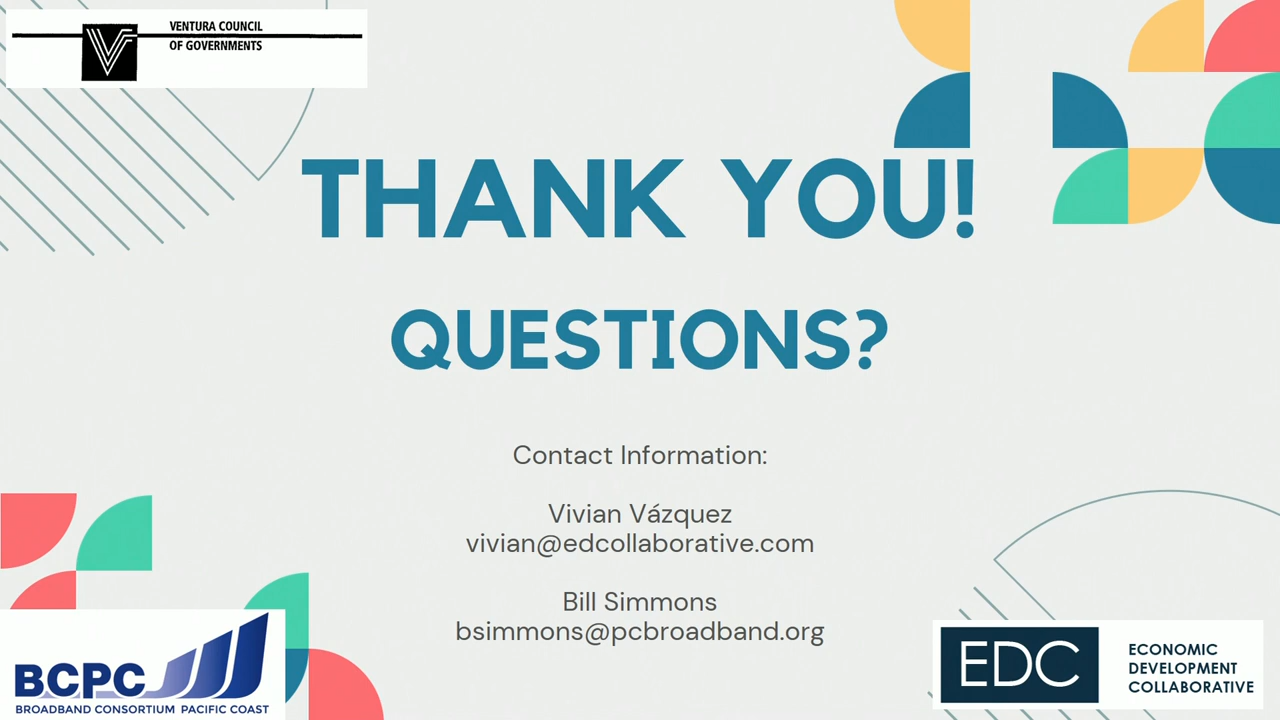 VENTURA COUNCIL
OF GOVERNMENTS
THANK YOU!
QUESTIONS?
Contact Information:
Vivian Vázquez
vivian@edcollaborative.com
Bill Simmons
bsimmons@pcbroadband.org
BCPC
BROADBAND CONSORTIUM PACIFIC COAST
EDC
ECONOMIC
DEVELOPMENT
COLLABORATIVE